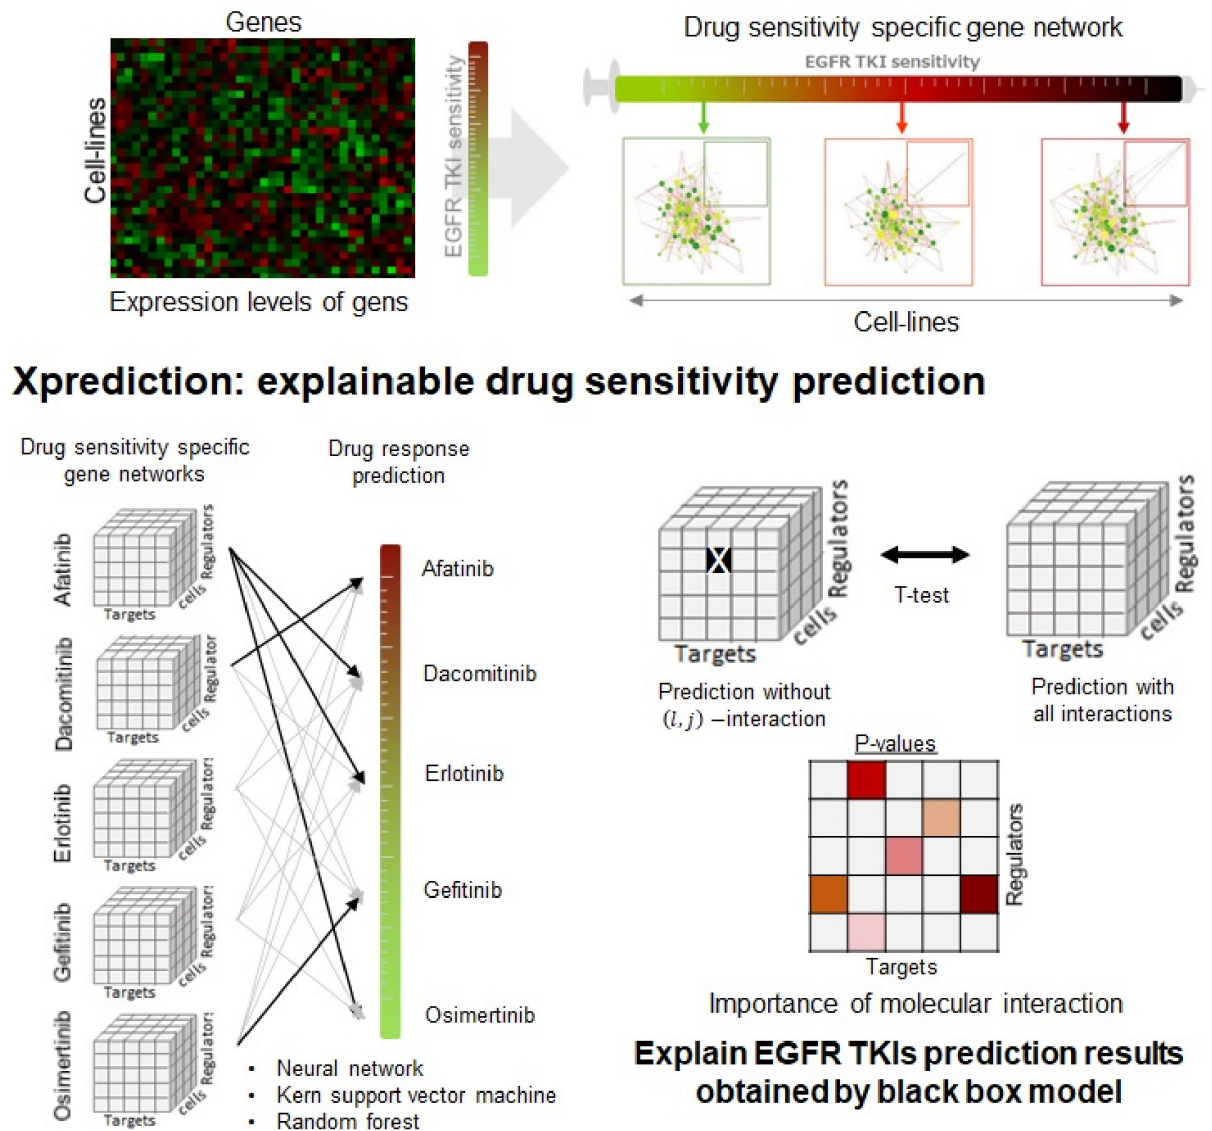 Genes
Cell-lines
EGFR TKI sensitivity
Expression levels of gens
Drug sensitivity specific gene network
EGFR TKI sensitivity
Cell-lines
Xprediction: explainable drug sensitivity prediction
Drug sensitivity specific
gene networks
Drug response
prediction
Afatinib
Targets
cells
Regulators
Dacomitinib
Targets
cells
Regulator
Erlotinib
Targets
cells
Regulators
Gefitinib
Targets
cells
Regulators
Osimertinib
Targets
cells
Regulators
Afatinib
Dacomitinib
Erlotinib
Gefitinib
Osimertinib
• Neural network
• Kern support vector machine
• Random forest
X
Targets
cells
Regulators
T-test
Targets
cells
Regulators
Prediction without
(l,j) –interaction
Prediction with
all interactions
P-values
Regulators
Targets
Importance of molecular interaction
Explain EGFR TKIs prediction results
obtained by black box model